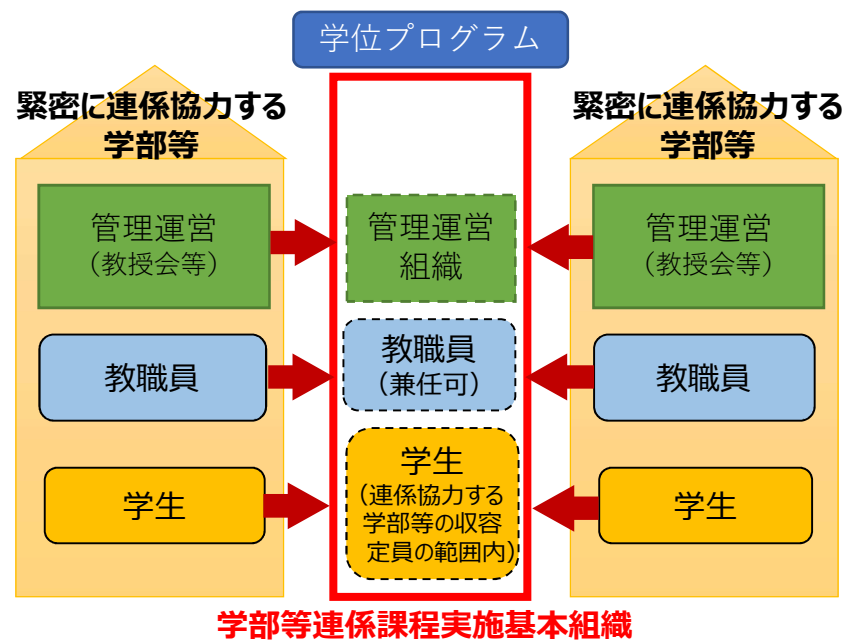 学位プログラム
緊密に連係協力する
学部等
管理運営
（教授会等）
教職員
学生
管理運営
組織
教職員
（兼任可）
学生
（連係協力する
学部等の収容
定員の範囲内）
緊密に連係協力する
学部等
管理運営
（教授会等）
教職員
学生
学部等連係課程実施基本組織